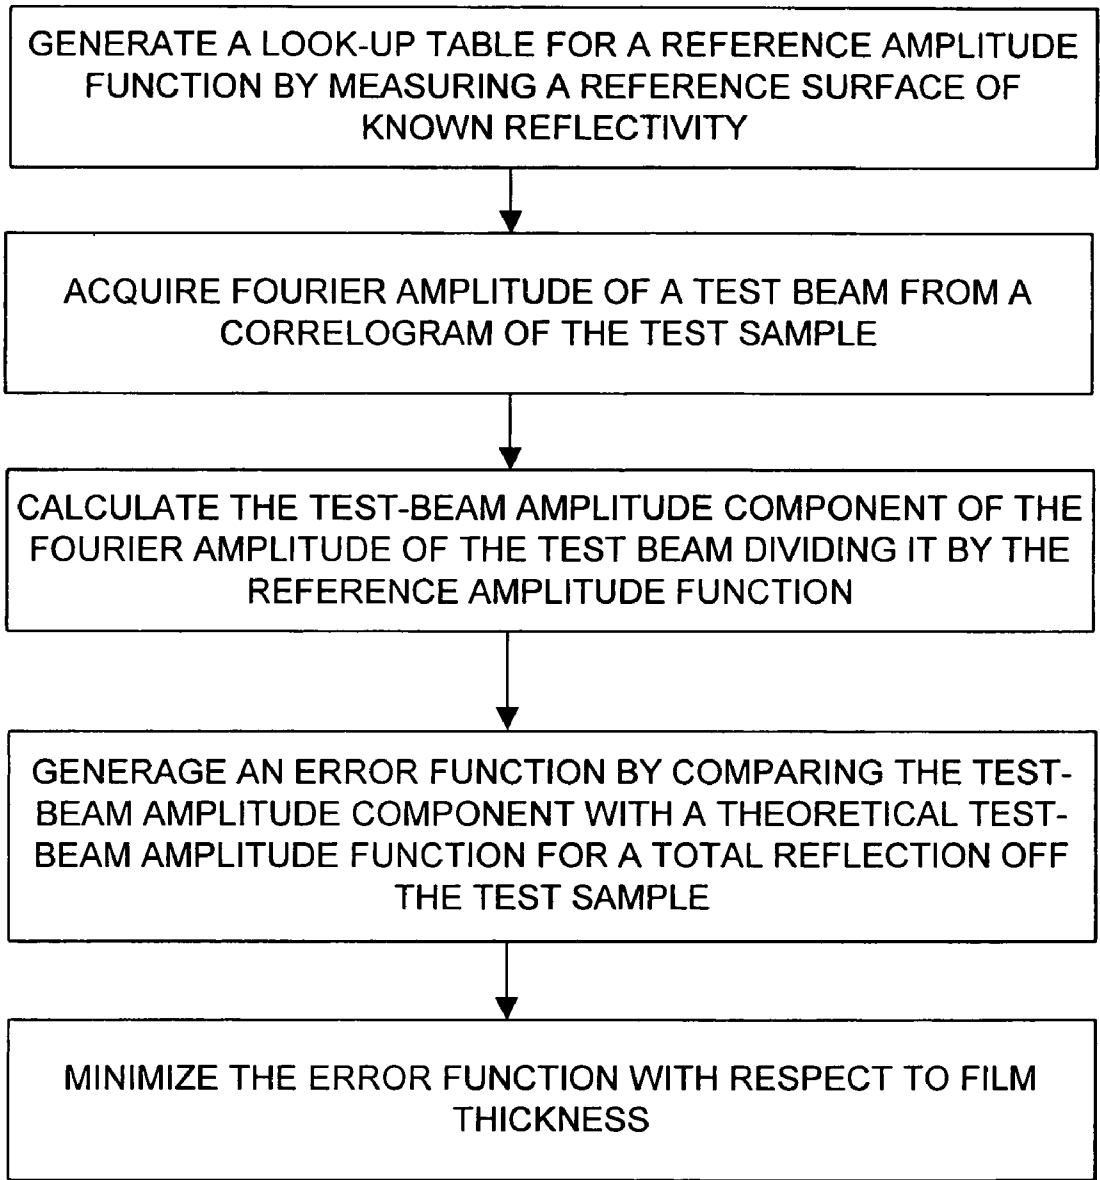 GENERATE A LOOK-UP TABLE FOR A REFERENCE AMPLITUDE
FUNCTION BY MEASURING A REFERENCE SURFACE OF
KNOWN REFLECTIVITY
ACQUIRE FOURIER AMPLITUDE OF A TEST BEAM FROM A
CORRELOGRAM OF THE TEST SAMPLE
CALCULATE THE TEST-BEAM AMPLITUDE COMPONENT OF THE
FOURIER AMPLITUDE OF THE TEST BEAM DIVIDING IT BY THE
REFERENCE AMPLITUDE FUNCTION
GENERAGE AN ERROR FUNCTION BY COMPARING THE TEST-
BEAM AMPLITUDE COMPONENT WITH A THEORETICAL TEST-
BEAM AMPLITUDE FUNCTION FOR A TOTAL REFLECTION OFF
THE TEST SAMPLE
MINIMIZE THE ERROR FUNCTION WITH RESPECT TO FILM
THICKNESS